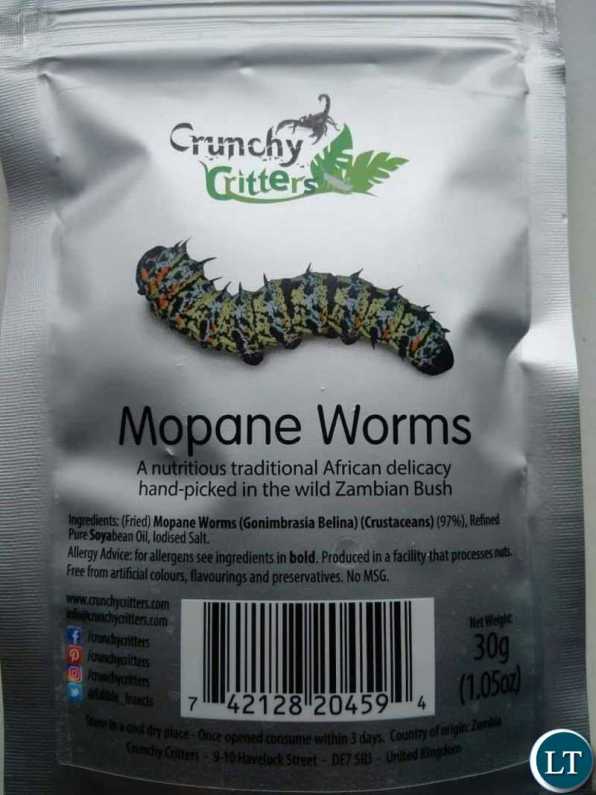 Crunchy
Critters
Mopane Worms
A nutritious traditional African delicacy
hand-picked in the wild Zambian Bush
Ingredients: (Fried) Mopane Worms (Gonimbrasia Belina) (Crustaceans) (97%), Refined
Pure Soyabean Oil, Iodised Salt.
Allergy Advice: for allergens see ingredients in bold. Produced in a facility that processes nuts.
Free from artificial colours, flavourings and preservatives. No MSG.
www.crunchycritters.com
info@crunchycritters.com
/crunchycritters
/crunchycritters
/crunchycritters
@Edible_Insects
7 42128 20459 4
Net Weight
30g
(1.05oz)
Store in a cool dry place - Once opened consume within 3 days. Country of origin: Zambia
Crunchy Critters - 9-10 Havelock Street - DE7 5RJ - United Kingdom
LT